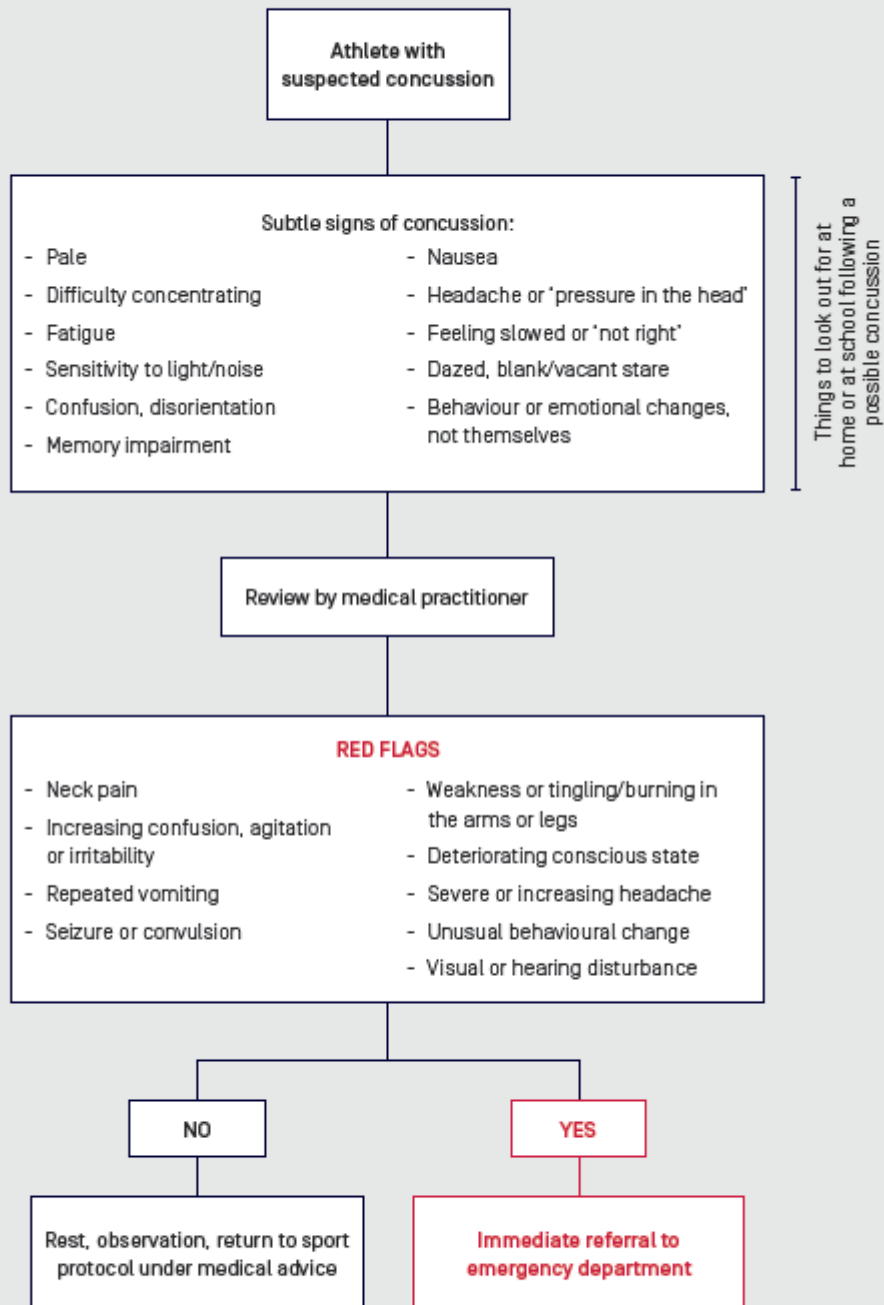 Athlete with
suspected concussion
Subtle signs of concussion:
- Pale
- Difficulty concentrating
- Fatigue
- Sensitivity to light/noise
- Confusion, disorientation
- Memory impairment
- Nausea
- Headache or ‘pressure in the head’
- Feeling slowed or ‘not right’
- Dazed, blank/vacant stare
- Behaviour or emotional changes,
not themselves
Things to look out for at
home or at school following a
possible concussion
Review by medical practitioner
RED FLAGS
- Neck pain
- Increasing confusion, agitation
or irritability
- Repeated vomiting
- Seizure or convulsion
- Weakness or tingling/burning in
the arms or legs
- Deteriorating conscious state
- Severe or increasing headache
- Unusual behavioural change
- Visual or hearing disturbance
NO
YES
Rest, observation, return to sport
protocol under medical advice
Immediate referral to
emergency department